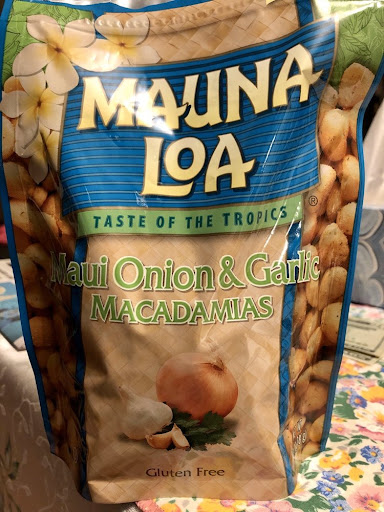 MAUNA
LOA
®
TASTE OF THE TROPICS
Maui Onion & Garlic
MACADAMIAS
Gluten Free